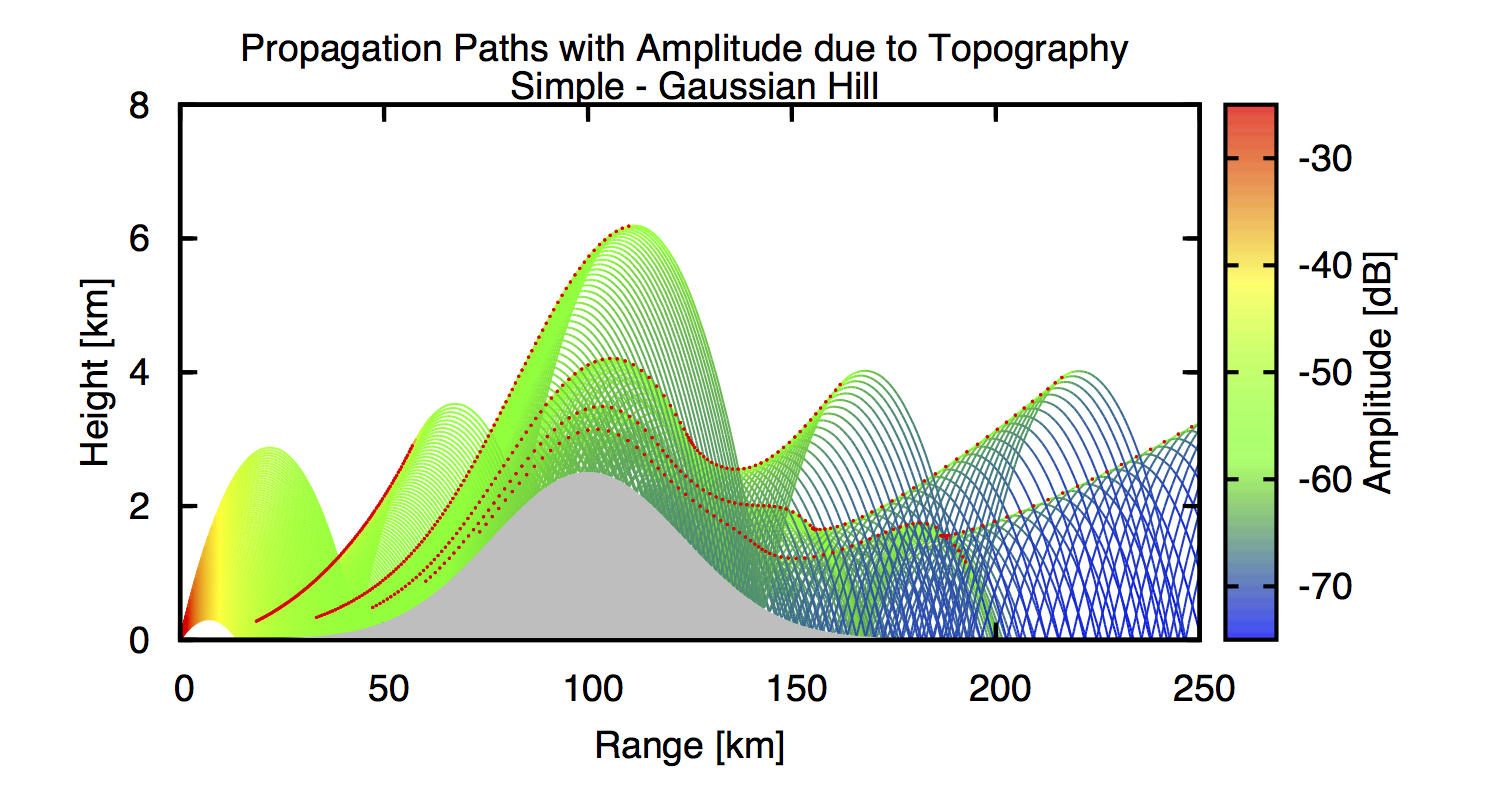 Propagation Paths with Amplitude due to Topography
Simple - Gaussian Hill
8
6
4
2
0
Height [km]
0 50 100 150 200 250
Range [km]
-30
-40
-50
-60
-70
Amplitude [dB]